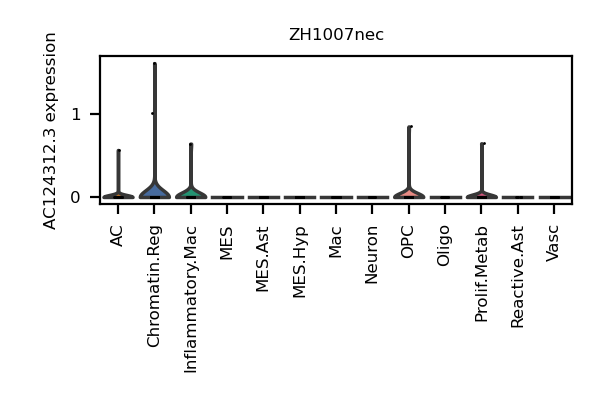 ZH1007nec
AC124312.3 expression
1
0
AC
Chromatin.Reg
Inflammatory.Mac
MES
MES.Ast
MES.Hyp
Mac
Neuron
OPC
Oligo
Prolif.Metab
Reactive.Ast
Vasc